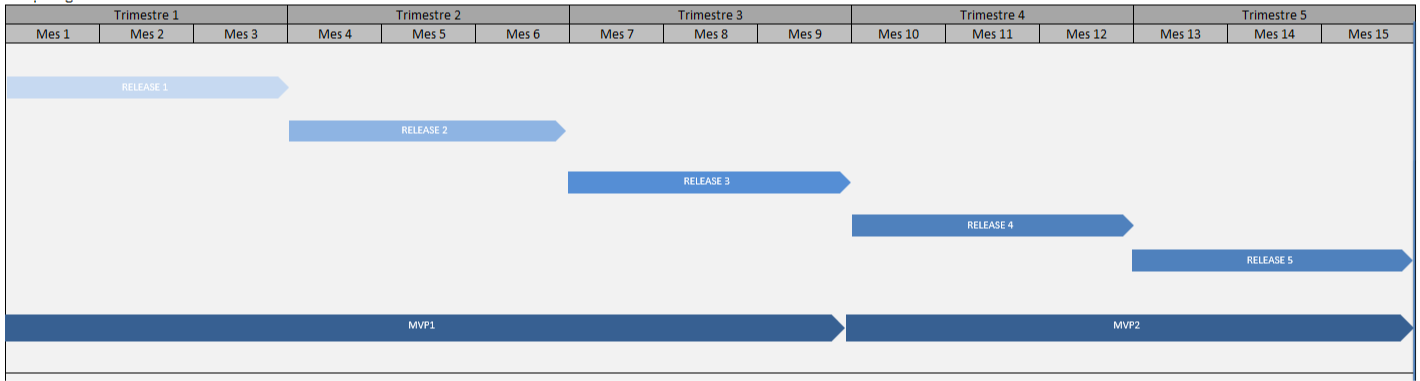 Trimestre 1 Trimestre 2 Trimestre 3 Trimestre 4 Trimestre 5
Mes 1 Mes 2 Mes 3 Mes 4 Mes 5 Mes 6 Mes 7 Mes 8 Mes 9 Mes 10 Mes 11 Mes 12 Mes 13 Mes 14 Mes 15
RELEASE 1
RELEASE 2
RELEASE 3
RELEASE 4
RELEASE 5
MVP1 MVP2